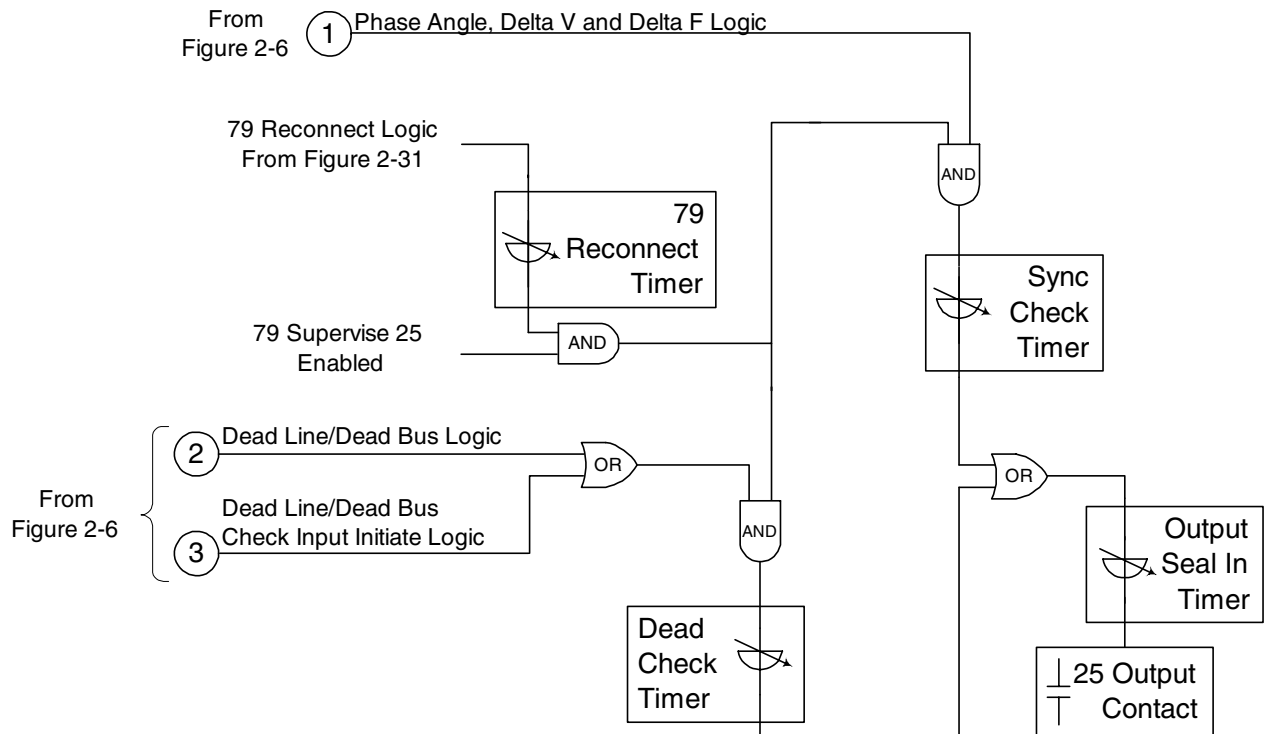 From
Figure 2-6
1
Phase Angle, Delta V and Delta F Logic
79 Reconnect Logic
From Figure 2-31
AND
79
Reconnect
Timer
Sync
Check
Timer
79 Supervise 25
Enabled
AND
2
Dead Line/Dead Bus Logic
OR
OR
From
Figure 2-6
Dead Line/Dead Bus
Check Input Initiate Logic
3
AND
Output
Seal In
Timer
Dead
Check
Timer
25 Output
Contact